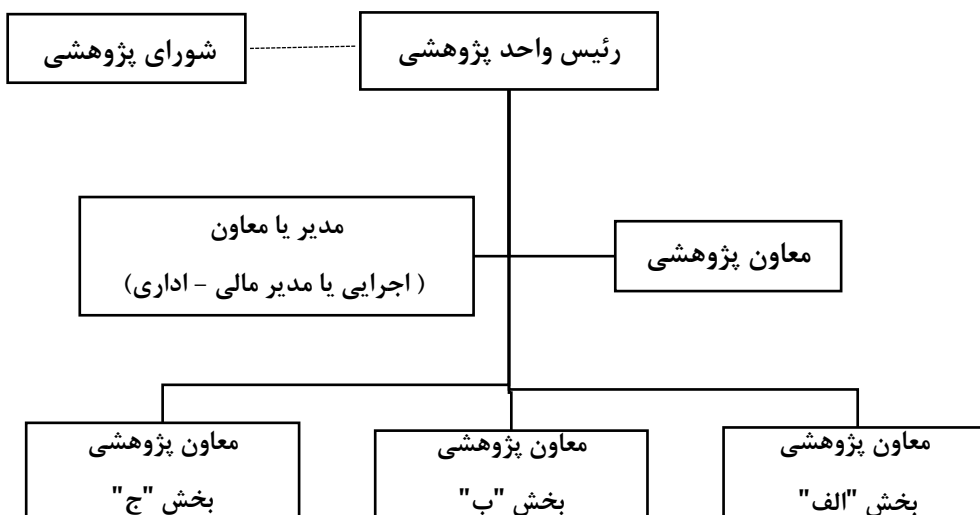 رئیس واحد پژوهشی
شورای پژوهشی
معاون پژوهشی
مدیر یا معاون
( اجرایی یا مدیر مالی – اداری)
معاون پژوهشی
بخش "الف"
معاون پژوهشی
بخش "ب"
معاون پژوهشی
بخش "ج"